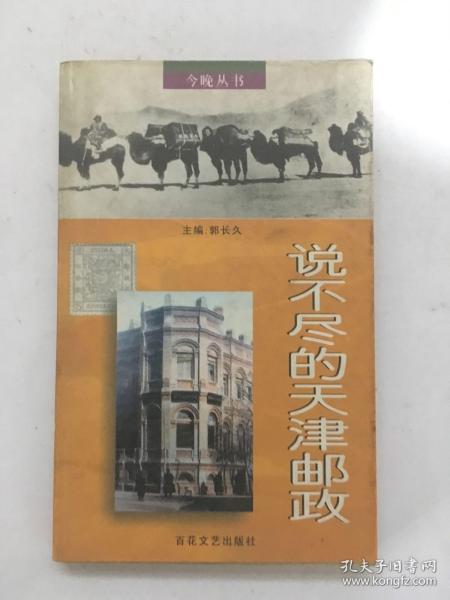 今晚丛书
主编:郭长久
说不尽的天津邮政
百花文艺出版社
孔夫子旧书网
www.kongfz.com